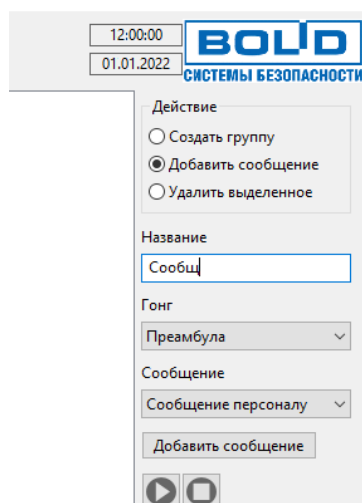 12:00:00
01.01.2022
BOLID
СИСТЕМЫ БЕЗОПАСНОСТИ
Действие
Создать группу
Добавить сообщение
Удалить выделенное
Название
Сообщ
Гонг
Преамбула
Сообщение
Сообщение персоналу
Добавить сообщение